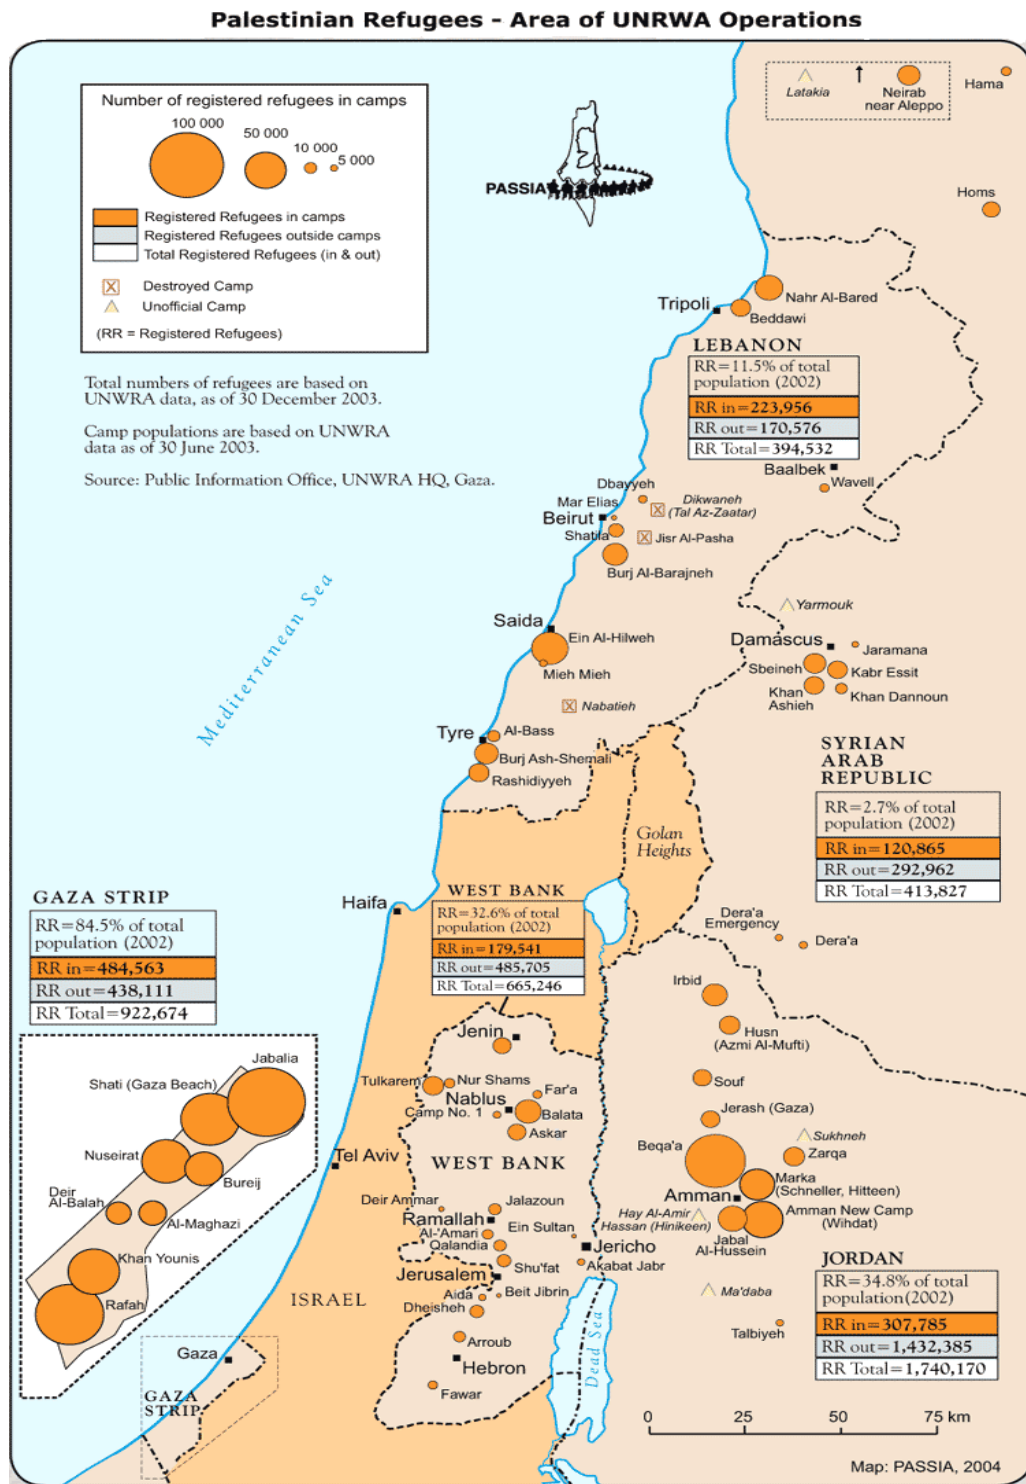 Palestinian Refugees - Area of UNRWA Operations
Number of registered refugees in camps
100 000
50 000
10 000
5 000
Registered Refugees in camps
Registered Refugees outside camps
Total Registered Refugees (in & out)
Destroyed Camp
Unofficial Camp
(RR = Registered Refugees)
Total numbers of refugees are based on
UNWRA data, as of 30 December 2003.
Camp populations are based on UNWRA
data as of 30 June 2003.
Source: Public Information Office, UNWRA HQ, Gaza.
PASSIA
Latakia
Neirab
near Aleppo
Hama
Homs
Tripoli
Nahr Al-Bared
Beddawi
LEBANON
RR=11.5% of total
population (2002)
RR in=223,956
RR out=170,576
RR Total=394,532
Baalbek
Wavell
Dbayyeh
Mar Elias
Dikwaneh
(Tal Az-Zaatar)
Beirut
Shatila
Jisr Al-Pasha
Burj Al-Barajneh
Mediterranean Sea
Yarmouk
Saida
Ein Al-Hilweh
Mieh Mieh
Damascus
Jaramana
Sbeineh
Kabr Essit
Khan
Ashieh
Khan Dannoun
Nabatieh
Tyre
Al-Bass
Burj Ash-Shemali
Rashidiyyeh
SYRIAN
ARAB
REPUBLIC
RR=2.7% of total
population (2002)
RR in=120,865
RR out=292,962
RR Total=413,827
Golan
Heights
Haifa
GAZA STRIP
RR=84.5% of total
population (2002)
RR in=484,563
RR out=438,111
RR Total=922,674
WEST BANK
RR=32.6% of total
population (2002)
RR in=179,541
RR out=485,705
RR Total=665,246
Dera'a
Emergency
Dera'a
Irbid
Husn
(Azmi Al-Mufti)
Souf
Jerash (Gaza)
Sukhneh
Beqa'a
Zarqa
Marka
(Schneller, Hitteen)
Amman
Hay Al-Amir
Hassan (Hinikeen)
Amman New Camp
(Wihdat)
Jabal
Al-Hussein
JORDAN
RR=34.8% of total
population(2002)
RR in=307,785
RR out=1,432,385
RR Total=1,740,170
Ma'daba
Talbiyeh
Jenin
Tulkarem
Nur Shams
Far'a
Nablus
Camp No. 1
Balata
Askar
Tel Aviv
WEST BANK
Deir Ammar
Jalazoun
Ramallah
Ein Sultan
Al-'Amari
Qalandia
Jericho
Shu'fat
Akabat Jabr
Jerusalem
Aida
Beit Jibrin
Dheisheh
ISRAEL
Arroub
Hebron
Fawar
Dead Sea
Jabalia
Shati (Gaza Beach)
Nuseirat
Bureij
Deir
Al-Balah
Al-Maghazi
Khan Younis
Rafah
Gaza
GAZA
STRIP
0
25
50
75 km
Map: PASSIA, 2004